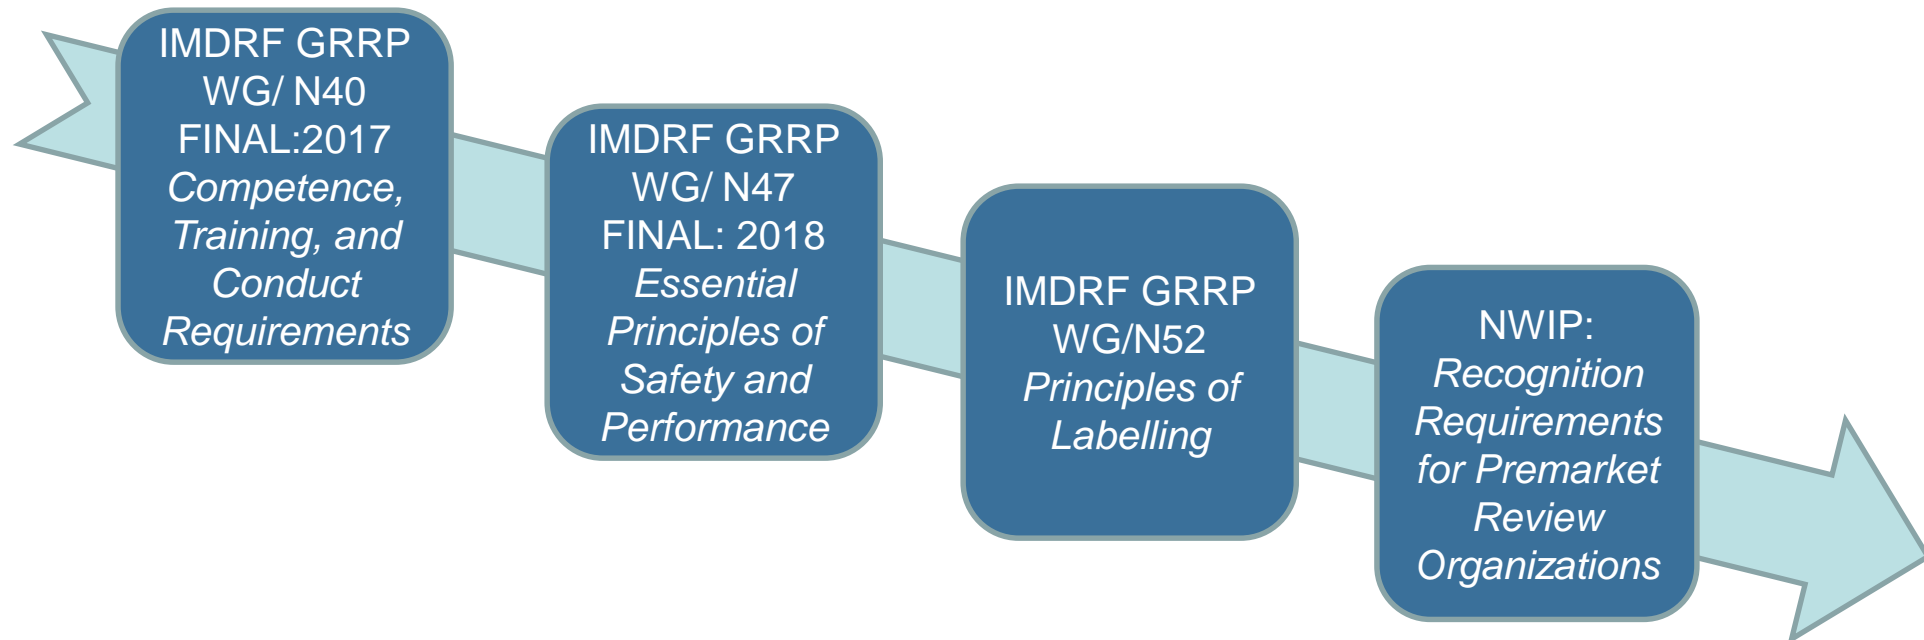 IMDRF GRRP
WG/ N40
FINAL:2017
Competence,
Training, and
Conduct
Requirements
IMDRF GRRP
WG/ N47
FINAL: 2018
Essential
Principles of
Safety and
Performance
IMDRF GRRP
WG/N52
Principles of
Labelling
NWIP:
Recognition
Requirements
for Premarket
Review
Organizations